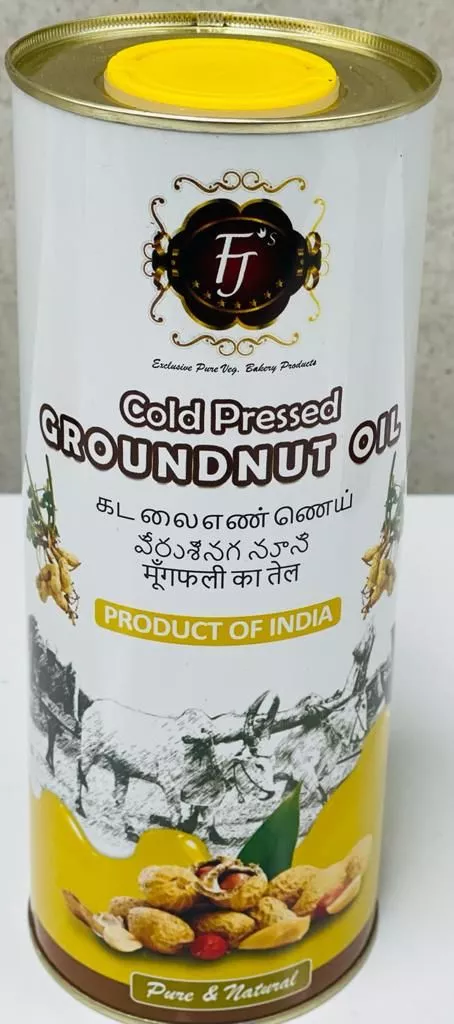 FJ's
Exclusive Pure Veg. Bakery Products
Cold Pressed
GROUNDNUT OIL
கடலைஎண்ணெய்
వేరుశనగ నూనె
मूँगफली का तेल
PRODUCT OF INDIA
Pure & Natural